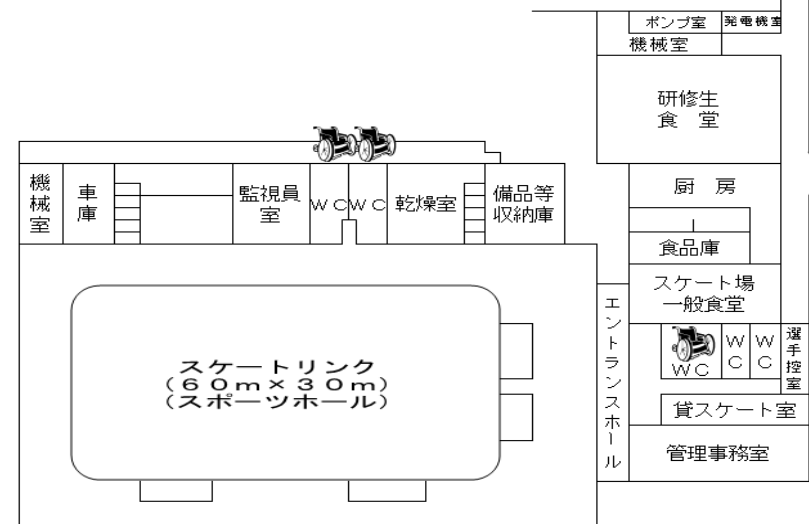 ポンプ室
発電機室
機械室
研修生
食堂
厨房
食品庫
スケート場
一般食堂
機械室
車庫
監視員
室
WC
WC
乾燥室
備品等
収納庫
スケートリンク
(60m×30m)
(スポーツホール)
エントランスホール
WC
WC
WC
選手控室
貸スケート室
管理事務室